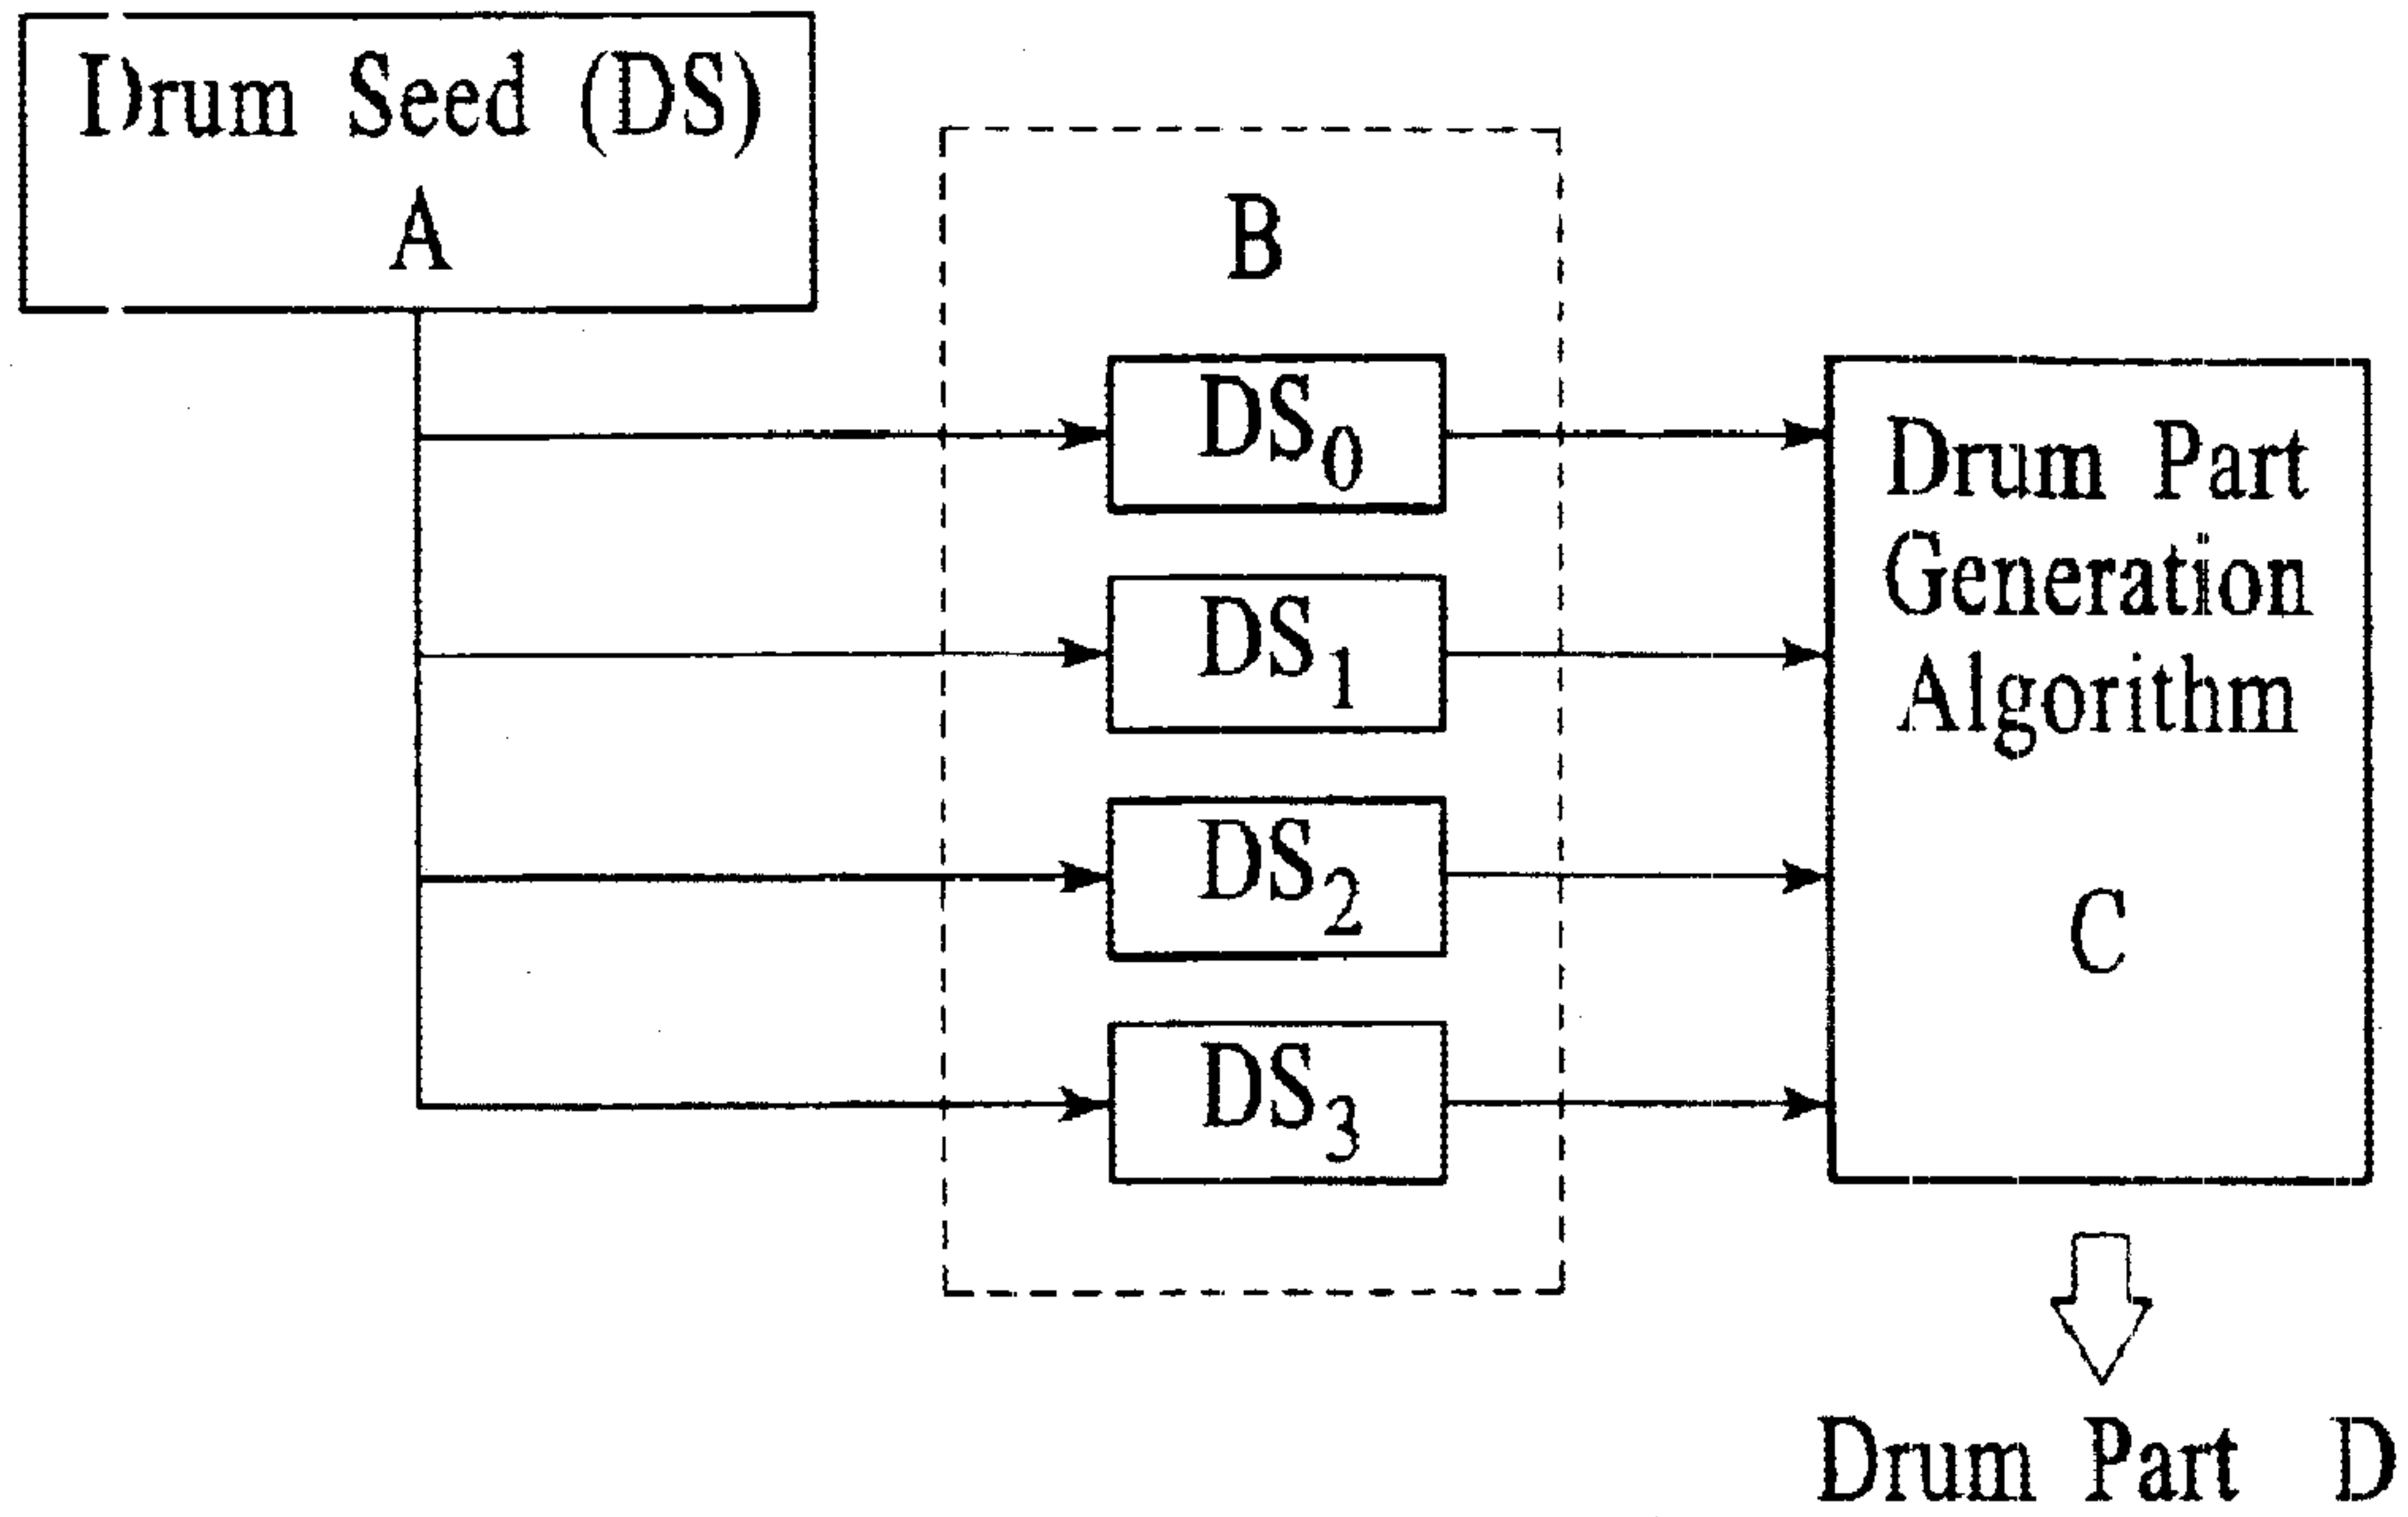 Drum Seed (DS)
A
B
DS0
DS1
DS2
DS3
Drum Part
Generation
Algorithm
C
Drum Part D